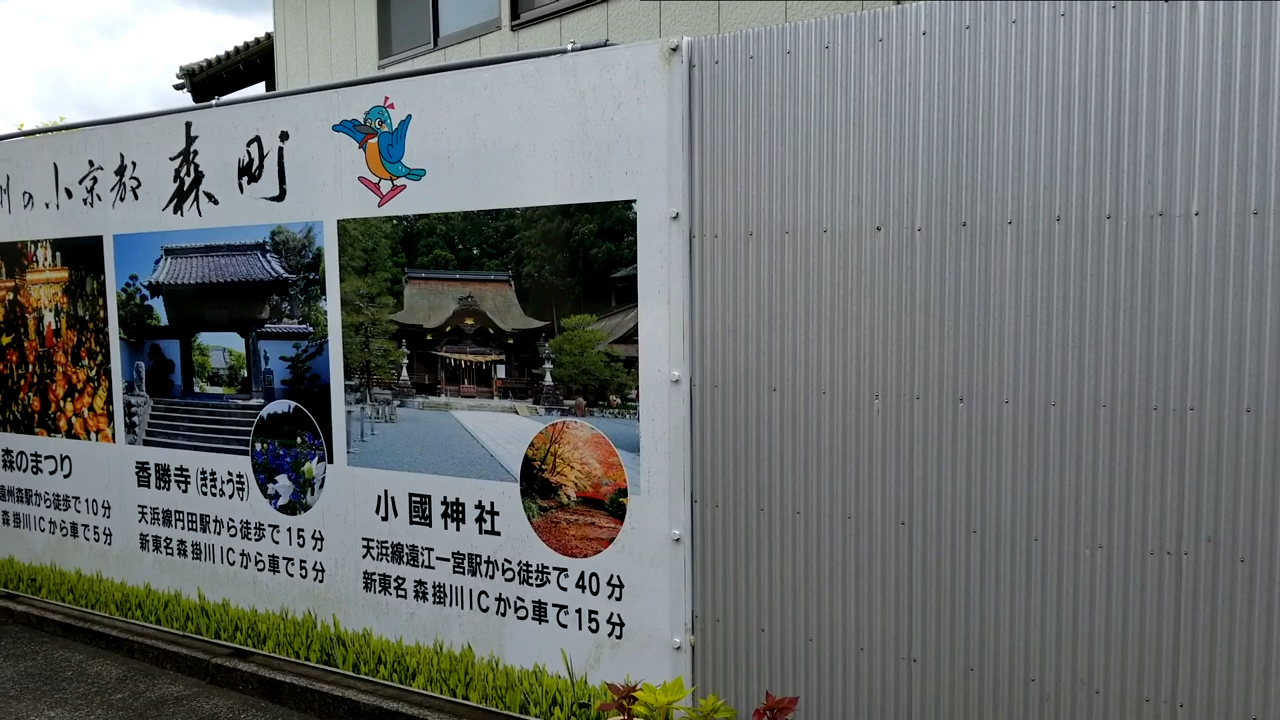 州の小京都 森町
森のまつり
遠州森駅から徒歩で10分
森掛川ICから車で5分
香勝寺(ききょう寺)
天浜線円田駅から徒歩で15分
新東名森掛川ICから車で5分
小國神社
天浜線遠江一宮駅から徒歩で40分
新東名 森掛川ICから車で15分